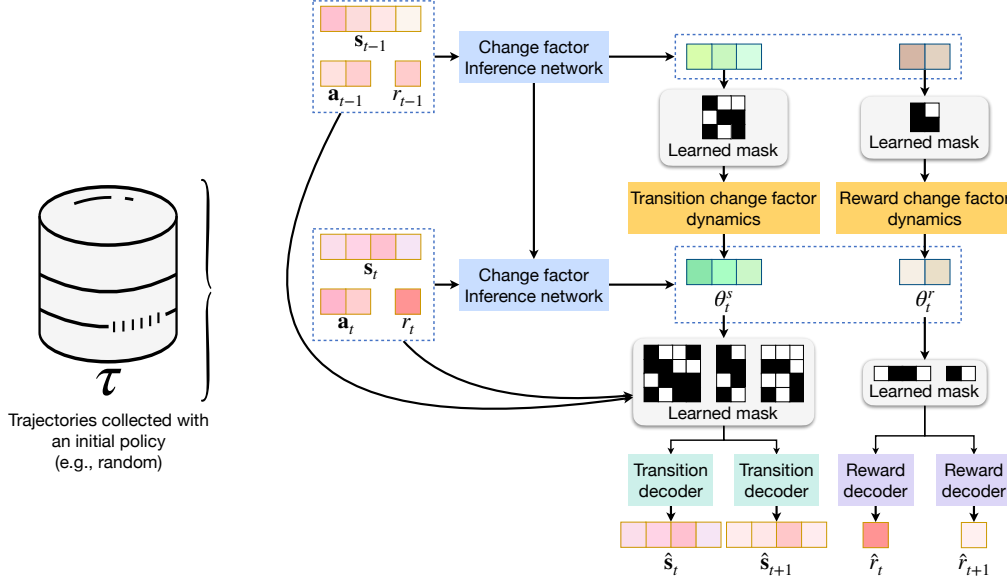 s_{t−1}
a_{t−1}
r_{t−1}
Change factor
Inference network
Learned mask
Learned mask
Transition change factor
dynamics
Reward change factor
dynamics
s_t
a_t
r_t
Change factor
Inference network
θ_t^s
θ_t^r
Learned mask
Learned mask
Transition
decoder
Transition
decoder
Reward
decoder
Reward
decoder
ŝ_t
ŝ_{t+1}
r̂_t
r̂_{t+1}
τ
Trajectories collected with
an initial policy
(e.g., random)